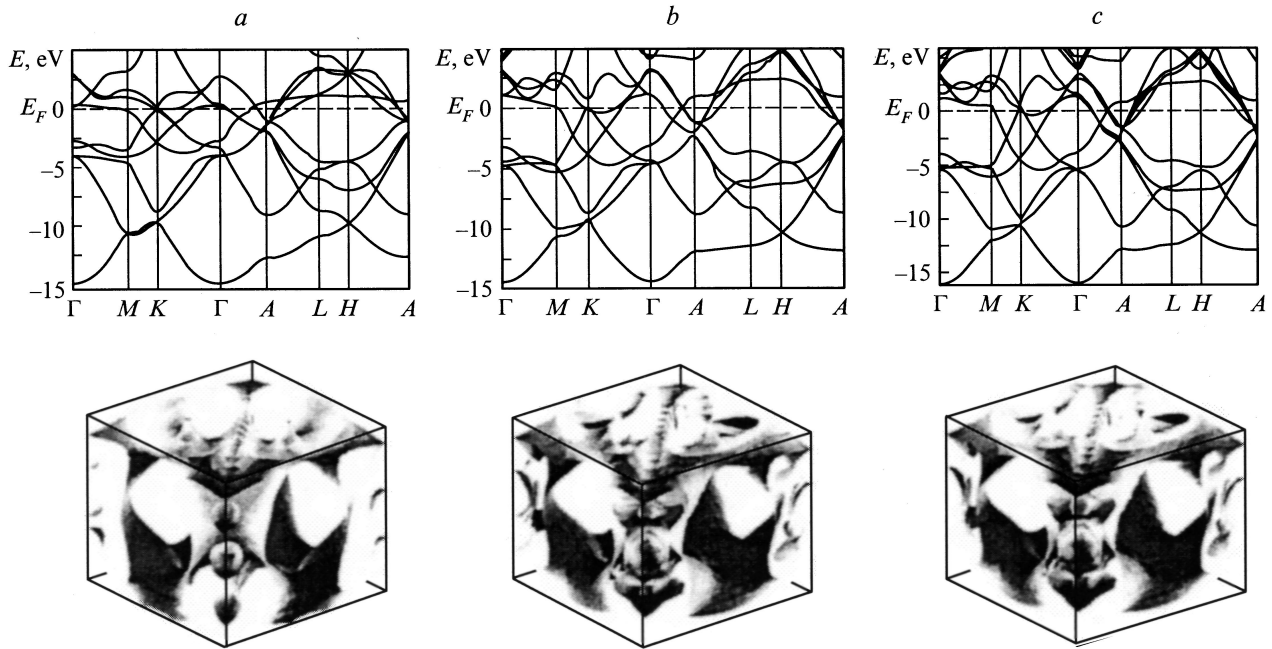 a b c
E, eV E, eV E, eV
E_F 0 E_F 0 E_F 0
–5 –5 –5
–10 –10 –10
–15 –15 –15
Γ M K Γ A L H A Γ M K Γ A L H A Γ M K Γ A L H A